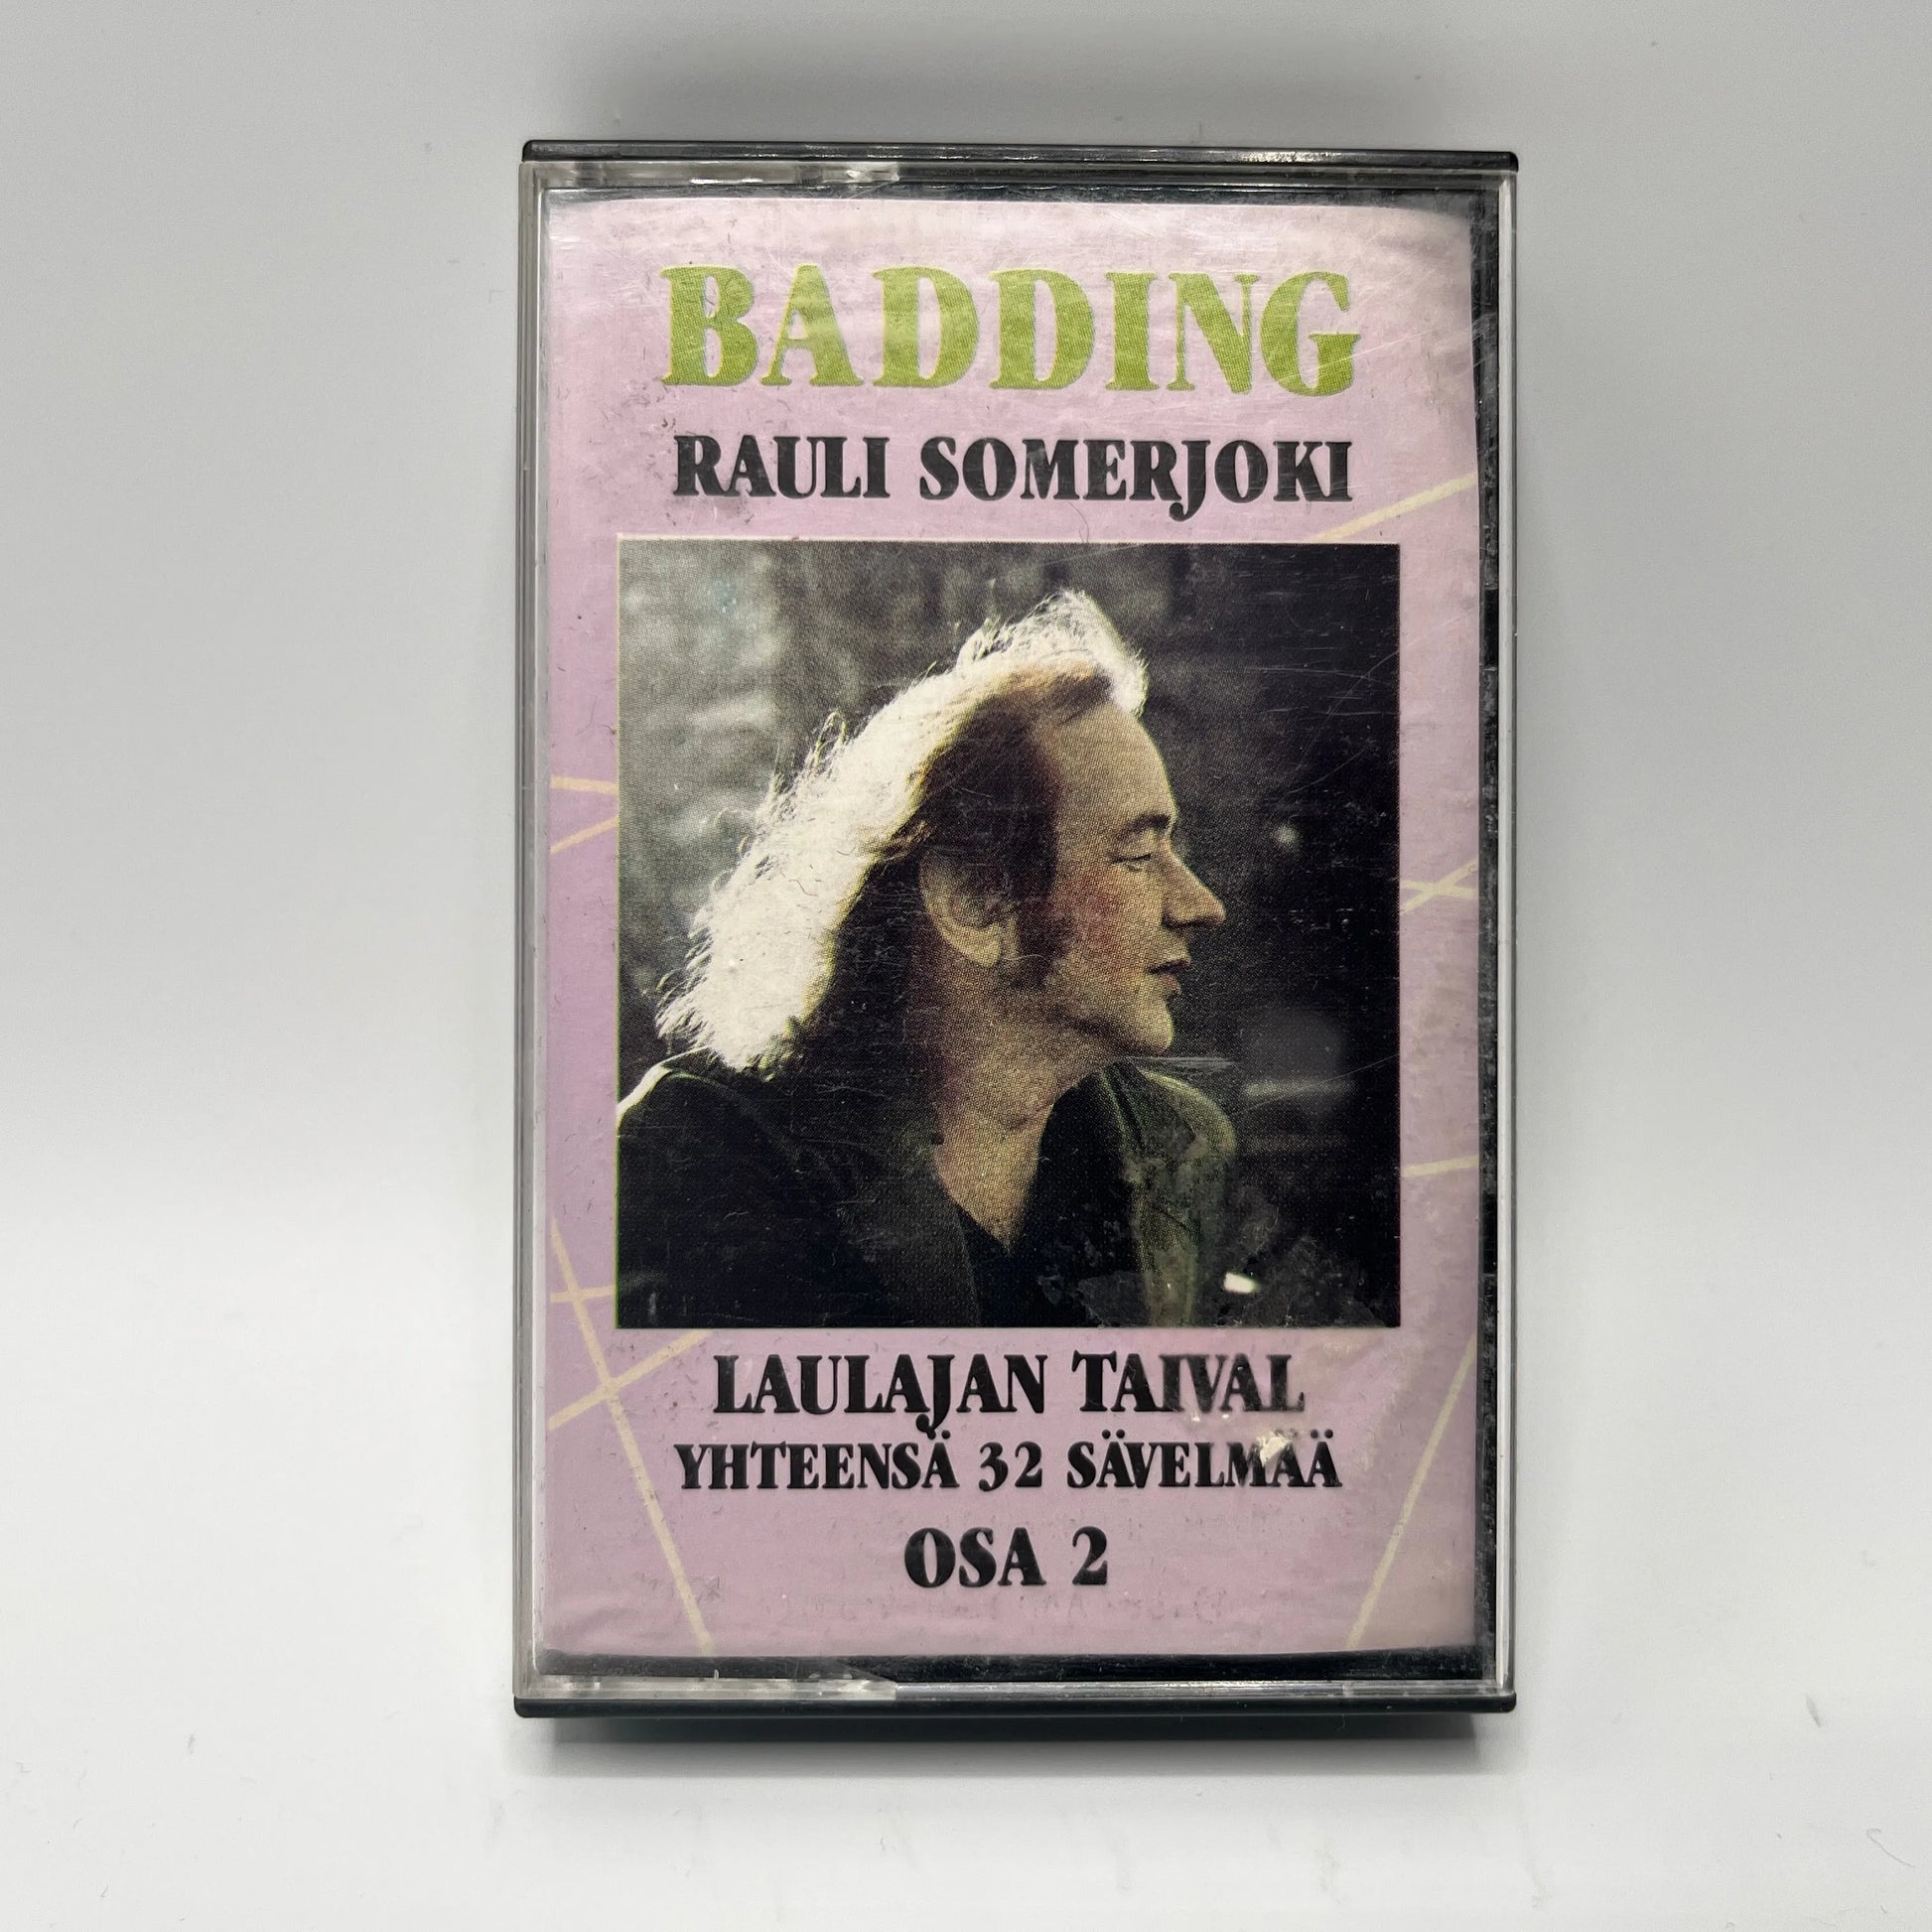 BADDING
RAULI SOMERJOKI
LAULAJAN TAIVAL
YHTEENSÄ 32 SÄVELMÄÄ
OSA 2